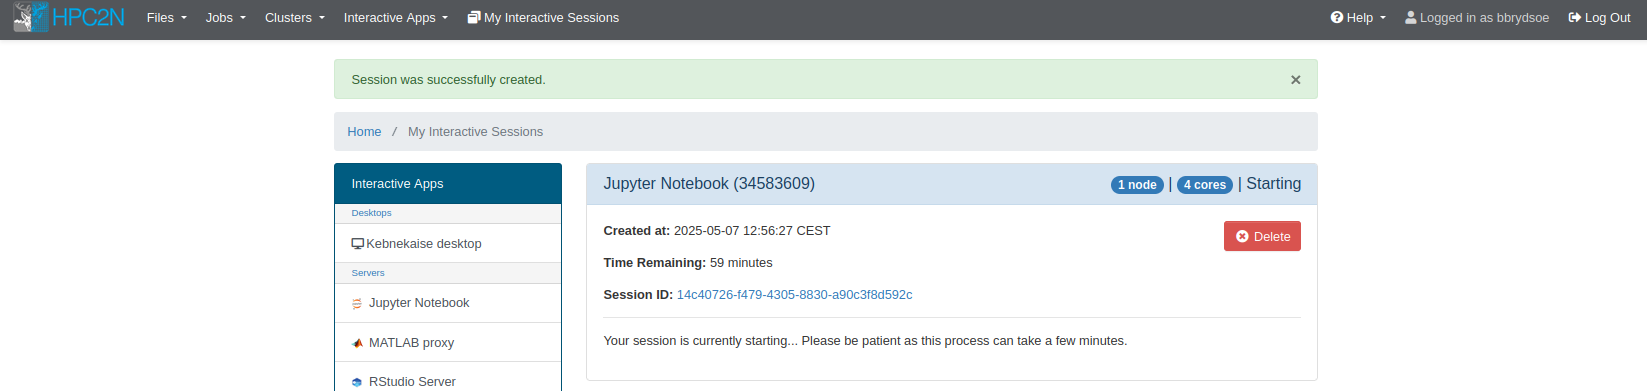 HPC2N Files Jobs Clusters Interactive Apps My Interactive Sessions Help Logged in as bbrydsoe Log Out
Session was successfully created. ×
Home / My Interactive Sessions
Interactive Apps
Desktops
Kebnekaise desktop
Servers
Jupyter Notebook
MATLAB proxy
RStudio Server
Jupyter Notebook (34583609) 1 node | 4 cores | Starting
Created at: 2025-05-07 12:56:27 CEST Delete
Time Remaining: 59 minutes
Session ID: 14c40726-f479-4305-8830-a90c3f8d592c
Your session is currently starting... Please be patient as this process can take a few minutes.